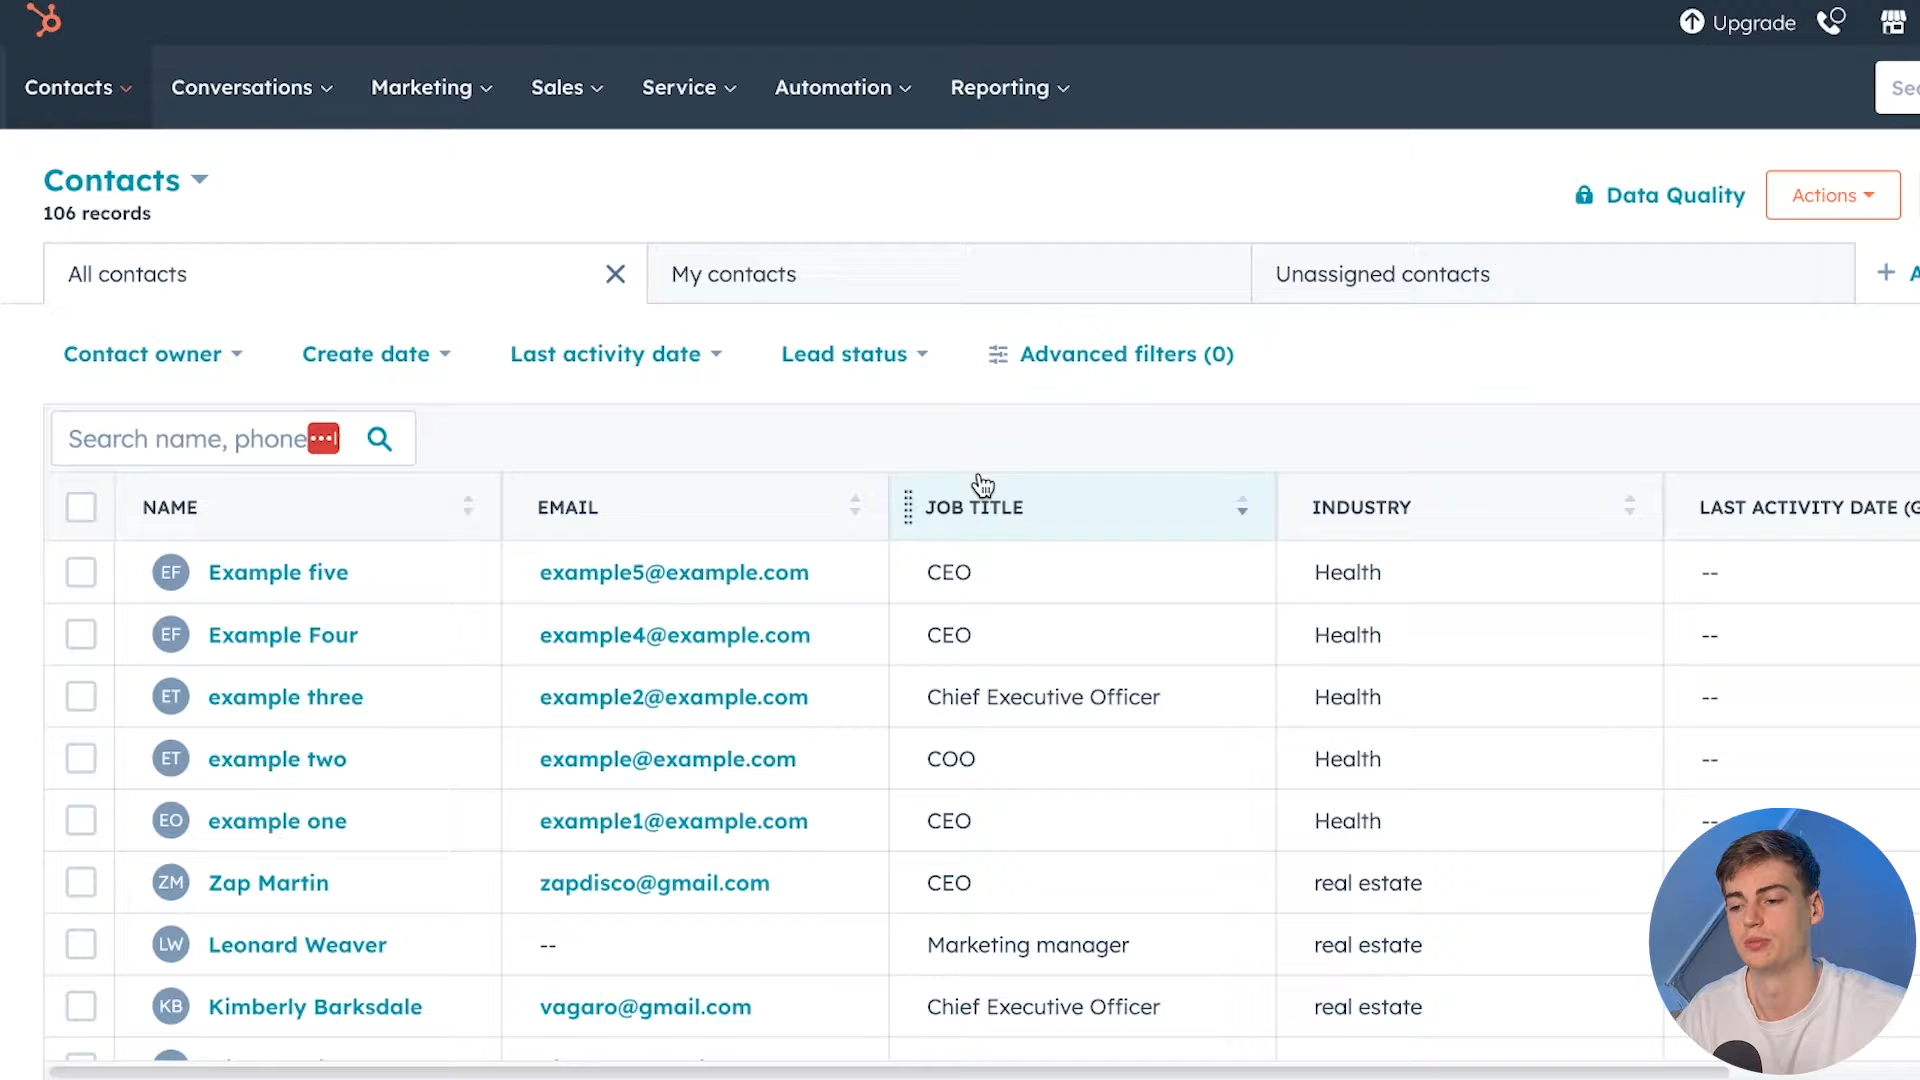 Upgrade
Contacts Conversations Marketing Sales Service Automation Reporting
Contacts
106 records
Data Quality
Actions
All contacts
My contacts
Unassigned contacts
+
Contact owner Create date Last activity date Lead status Advanced filters (0)
Search name, phone
NAME EMAIL JOB TITLE INDUSTRY LAST ACTIVITY DATE (G
EF Example five example5@example.com CEO Health --
EF Example Four example4@example.com CEO Health --
ET example three example2@example.com Chief Executive Officer Health --
ET example two example@example.com COO Health --
EO example one example1@example.com CEO Health --
ZM Zap Martin zapdisco@gmail.com CEO real estate
LW Leonard Weaver -- Marketing manager real estate
KB Kimberly Barksdale vagaro@gmail.com Chief Executive Officer real estate